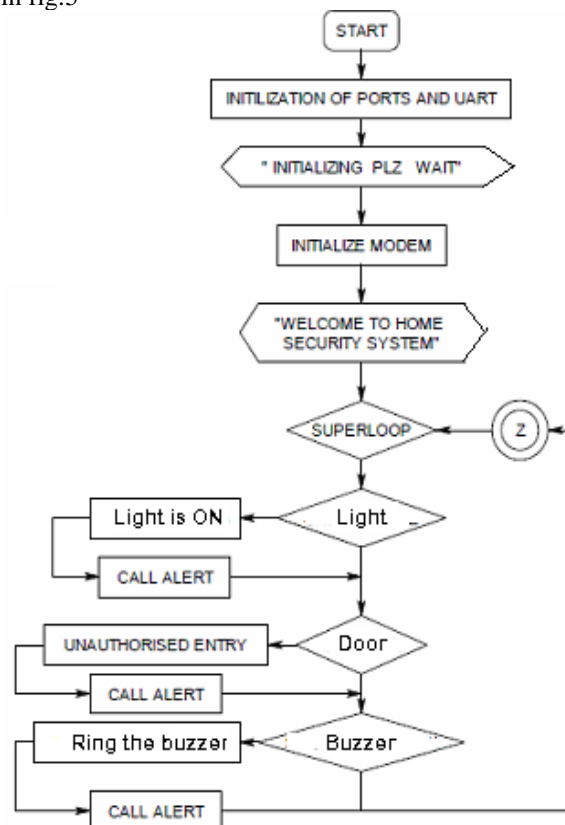 in fig.3
START
INITILIZATION OF PORTS AND UART
" INITIALIZING PLZ WAIT"
INITIALIZE MODEM
"WELCOME TO HOME
SECURITY SYSTEM"
SUPERLOOP
Z
Light is ON
Light
CALL ALERT
UNAUTHORISED ENTRY
Door
CALL ALERT
Ring the buzzer
Buzzer
CALL ALERT